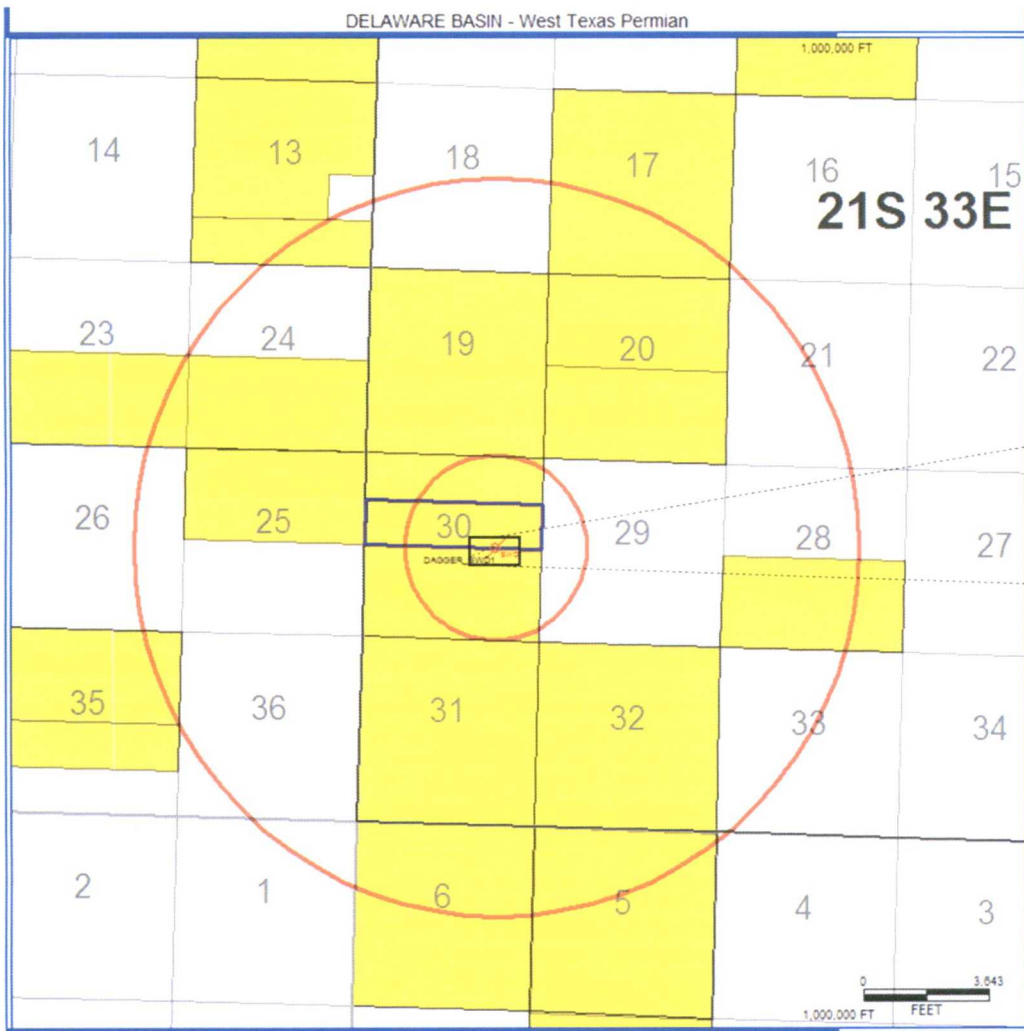 DELAWARE BASIN - West Texas Permian
1,000,000 FT
14 13 18 17 16 15
21S 33E
23 24 19 20 21 22
26 25 30 29 28 27
DAGGER
35 36 31 32 33 34
2 1 6 5 4 3
0 3,643
FEET
1,000,000 FT